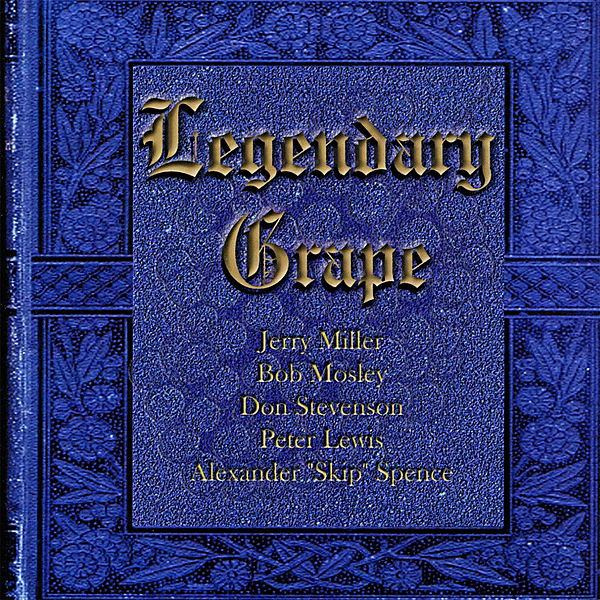 Legendary
Grape
Jerry Miller
Bob Mosley
Don Stevenson
Peter Lewis
Alexander "Skip" Spence